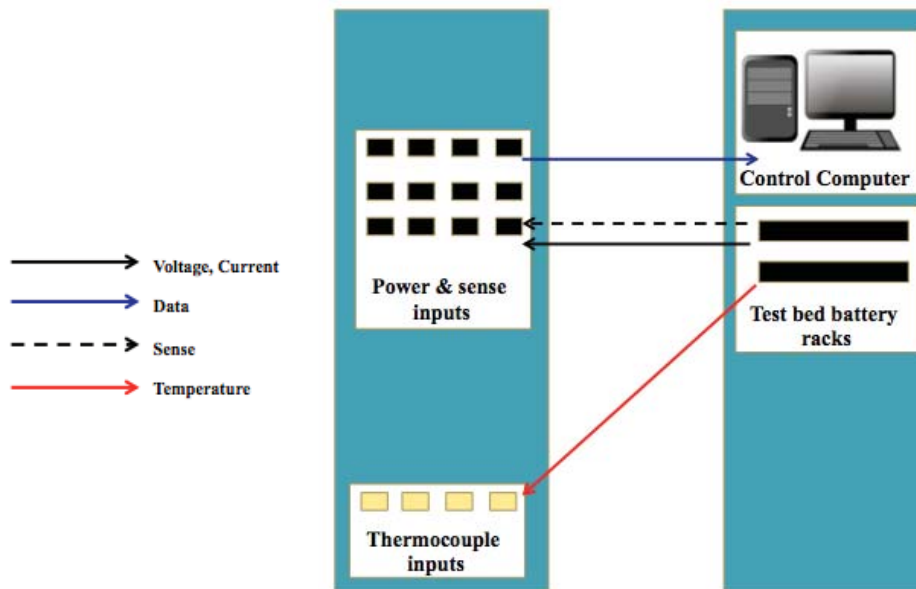 Voltage, Current
Data
Sense
Temperature
Power & sense
inputs
Thermocouple
inputs
Control Computer
Test bed battery
racks